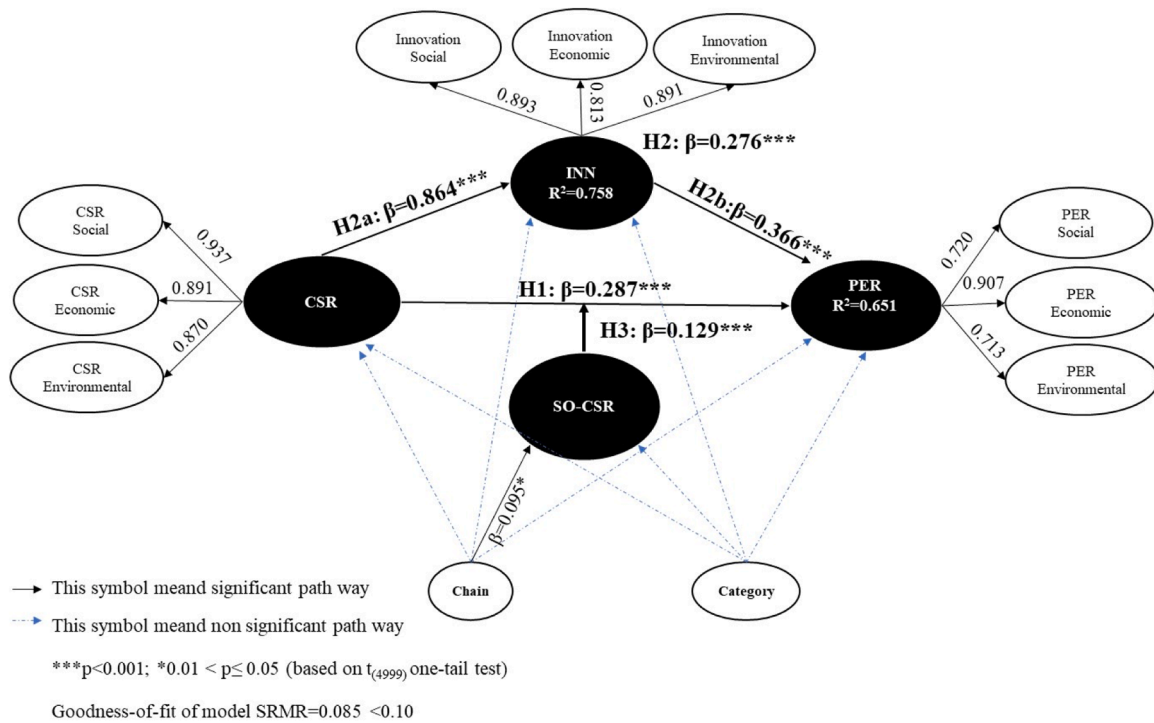 Innovation
Social
Innovation
Economic
Innovation
Environmental
0.893
0.813
0.891
H2: β=0.276***
INN
R²=0.758
H2a: β=0.864***
H2b:β=0.366***
CSR
Social
CSR
Economic
CSR
Environmental
0.937
0.891
0.870
CSR
H1: β=0.287***
H3: β=0.129***
PER
R²=0.651
0.720
0.907
0.713
PER
Social
PER
Economic
PER
Environmental
SO-CSR
β=0.095*
Chain
Category
This symbol meand significant path way
This symbol meand non significant path way
***p<0.001; *0.01 < p≤ 0.05 (based on t(4999) one-tail test)
Goodness-of-fit of model SRMR=0.085 <0.10